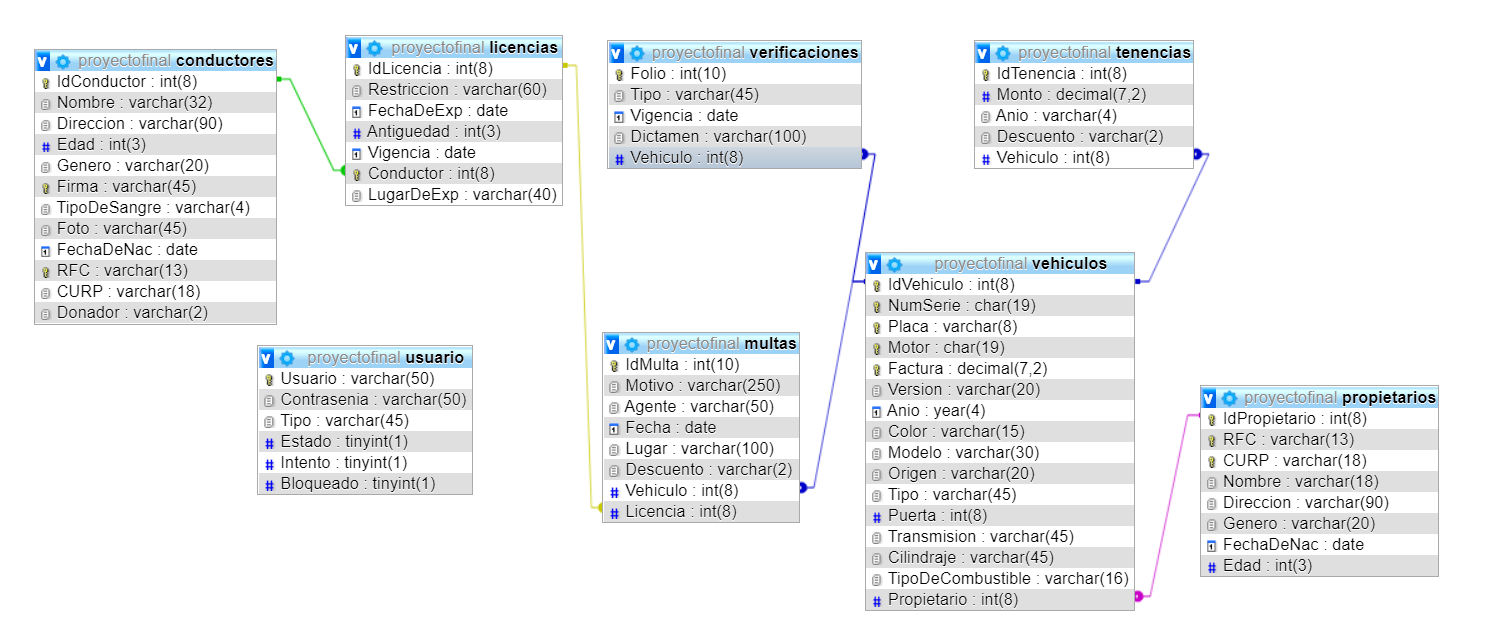 proyectofinal conductores
IdConductor : int(8)
Nombre : varchar(32)
Direccion : varchar(90)
Edad : int(3)
Genero : varchar(20)
Firma : varchar(45)
TipoDeSangre : varchar(4)
Foto : varchar(45)
FechaDeNac : date
RFC : varchar(13)
CURP : varchar(18)
Donador : varchar(2)
proyectofinal licencias
IdLicencia : int(8)
Restriccion : varchar(60)
FechaDeExp : date
Antiguedad : int(3)
Vigencia : date
Conductor : int(8)
LugarDeExp : varchar(40)
proyectofinal verificaciones
Folio : int(10)
Tipo : varchar(45)
Vigencia : date
Dictamen : varchar(100)
Vehiculo : int(8)
proyectofinal tenencias
IdTenencia : int(8)
Monto : decimal(7,2)
Anio : varchar(4)
Descuento : varchar(2)
Vehiculo : int(8)
proyectofinal usuario
Usuario : varchar(50)
Contrasenia : varchar(50)
Tipo : varchar(45)
Estado : tinyint(1)
Intento : tinyint(1)
Bloqueado : tinyint(1)
proyectofinal multas
IdMulta : int(10)
Motivo : varchar(250)
Agente : varchar(50)
Fecha : date
Lugar : varchar(100)
Descuento : varchar(2)
Vehiculo : int(8)
Licencia : int(8)
proyectofinal vehiculos
IdVehiculo : int(8)
NumSerie : char(19)
Placa : varchar(8)
Motor : char(19)
Factura : decimal(7,2)
Version : varchar(20)
Anio : year(4)
Color : varchar(15)
Modelo : varchar(30)
Origen : varchar(20)
Tipo : varchar(45)
Puerta : int(8)
Transmision : varchar(45)
Cilindraje : varchar(45)
TipoDeCombustible : varchar(16)
Propietario : int(8)
proyectofinal propietarios
IdPropietario : int(8)
RFC : varchar(13)
CURP : varchar(18)
Nombre : varchar(18)
Direccion : varchar(90)
Genero : varchar(20)
FechaDeNac : date
Edad : int(3)